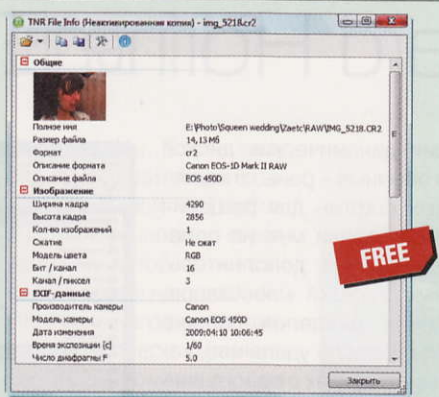 TNR File Info (Неактивированная копия) - img_5218.cr2
Общие
Полное имя E:\Photo\Squeen wedding\Zaetc\RAW\IMG_5218.CR2
Размер файла 14,13 Мб
Формат cr2
Описание формата Canon EOS-1D Mark II RAW
Описание файла EOS 450D
Изображение
Ширина кадра 4290
Высота кадра 2856
Кол-во изображений 1
Сжатие Не сжат
Модель цвета RGB
Бит / канал 16
Канал / пиксел 3
EXIF-данные
Производитель камеры Canon
Модель камеры Canon EOS 450D
Дата изменения 2009:04:10 10:06:45
Время экспозиции [с] 1/60
Число диафрагмы F 5.0
FREE
Закрыть